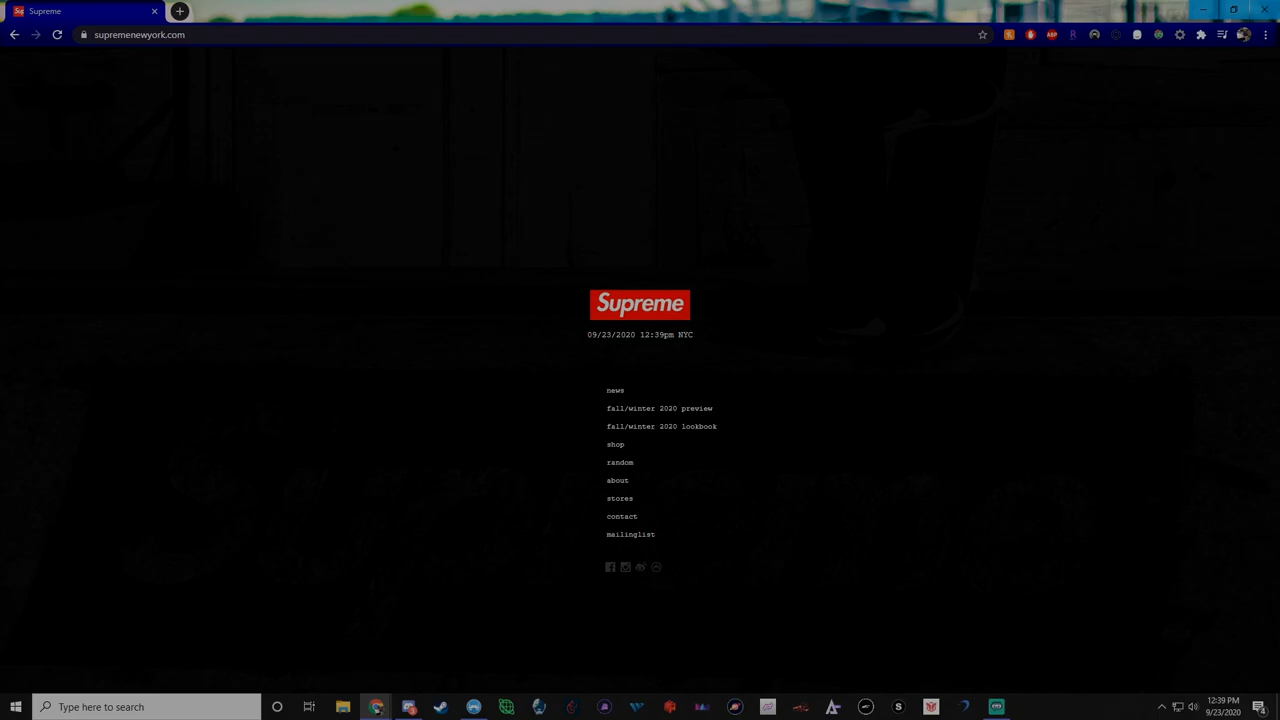 Supreme
supremenewyork.com
ABP
Supreme
09/23/2020 12:39pm NYC
news
fall/winter 2020 preview
fall/winter 2020 lookbook
shop
random
about
stores
contact
mailinglist
Type here to search
12:39 PM
9/23/2020